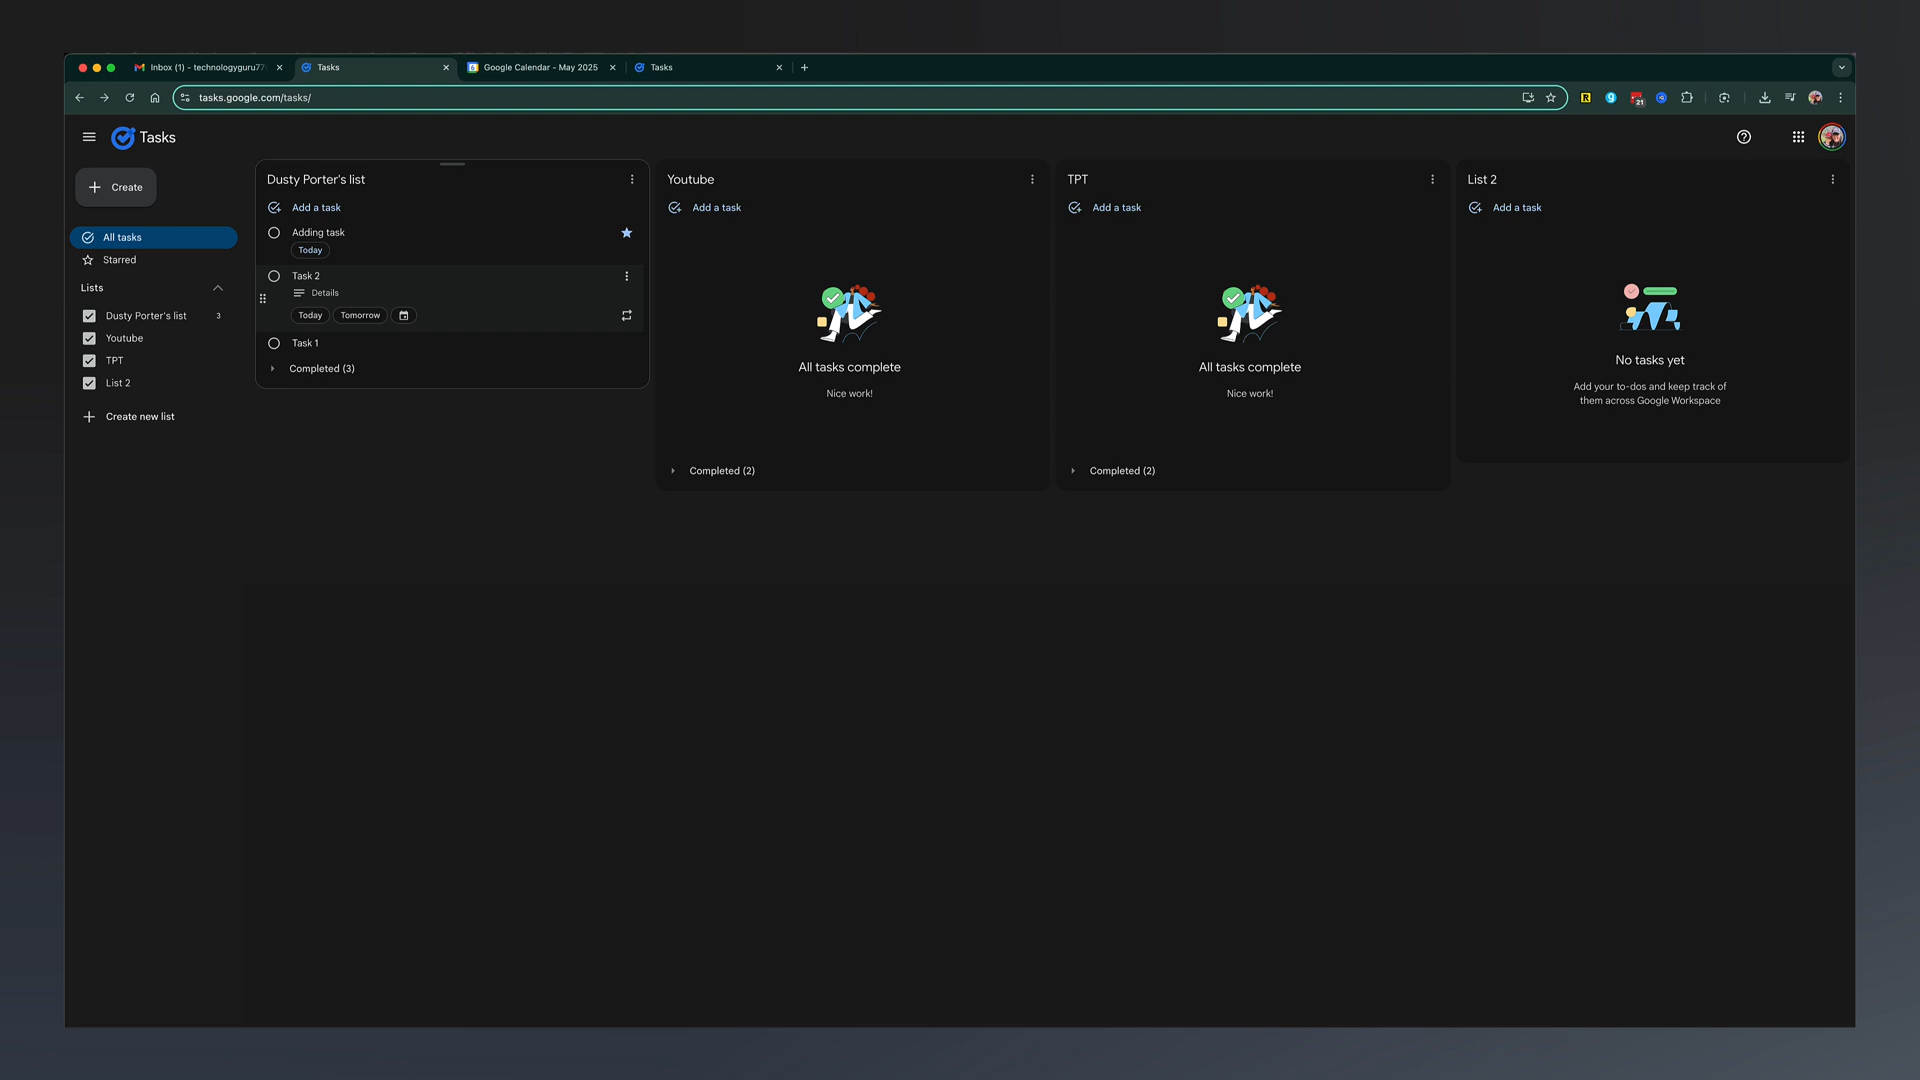 Inbox (1) - technologyguru77
Tasks
Google Calendar - May 2025
Tasks
tasks.google.com/tasks/
21
Tasks
Create
All tasks
Starred
Lists
Dusty Porter's list 3
Youtube
TPT
List 2
Create new list
Dusty Porter's list
Add a task
Adding task
Today
Task 2
Details
Today Tomorrow
Task 1
Completed (3)
Youtube
Add a task
All tasks complete
Nice work!
Completed (2)
TPT
Add a task
All tasks complete
Nice work!
Completed (2)
List 2
Add a task
No tasks yet
Add your to-dos and keep track of
them across Google Workspace